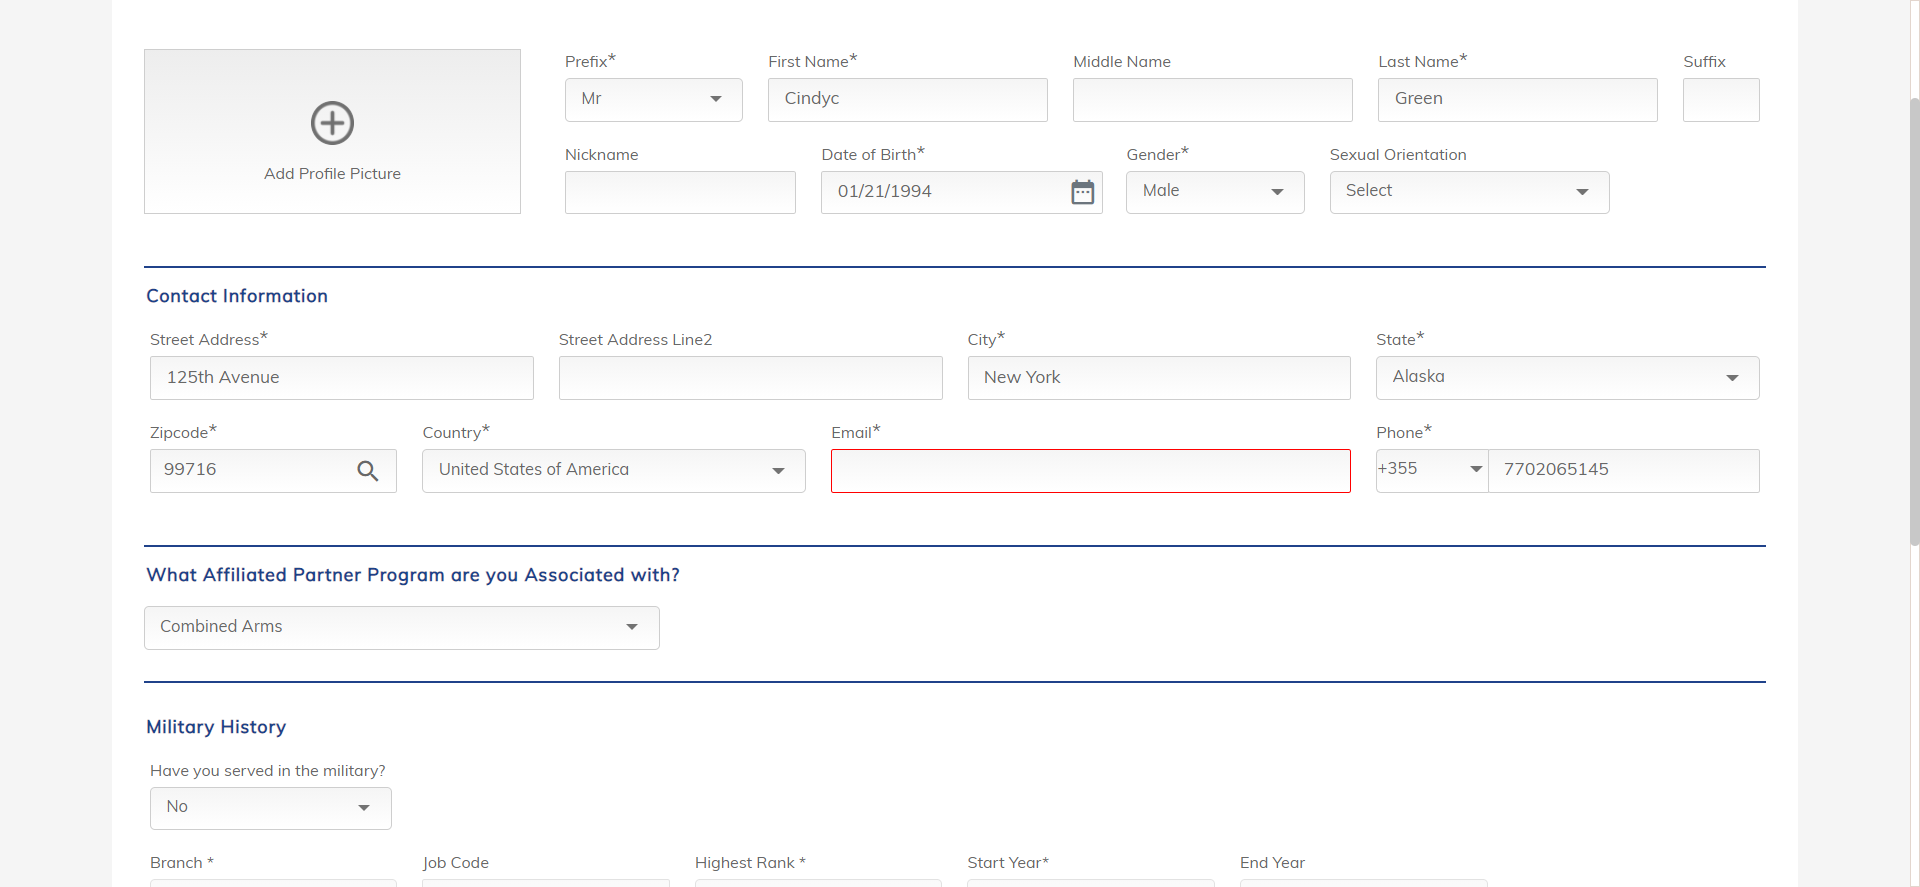 Add Profile Picture
Prefix* First Name* Middle Name Last Name* Suffix
Mr Cindyc Green
Nickname Date of Birth* Gender* Sexual Orientation
01/21/1994 Male Select
Contact Information
Street Address* Street Address Line2 City* State*
125th Avenue New York Alaska
Zipcode* Country* Email* Phone*
99716 United States of America +355 7702065145
What Affiliated Partner Program are you Associated with?
Combined Arms
Military History
Have you served in the military?
No
Branch * Job Code Highest Rank * Start Year* End Year